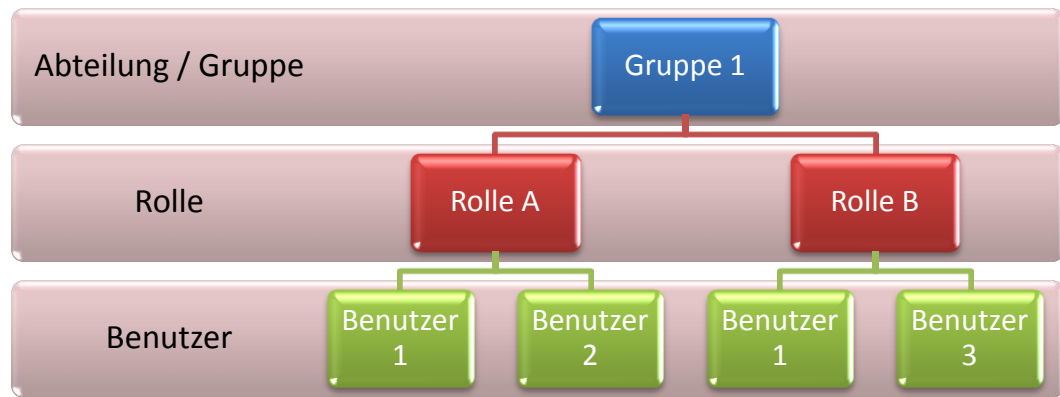 Abteilung / Gruppe
Gruppe 1
Rolle
Rolle A
Rolle B
Benutzer
Benutzer
1
Benutzer
2
Benutzer
1
Benutzer
3